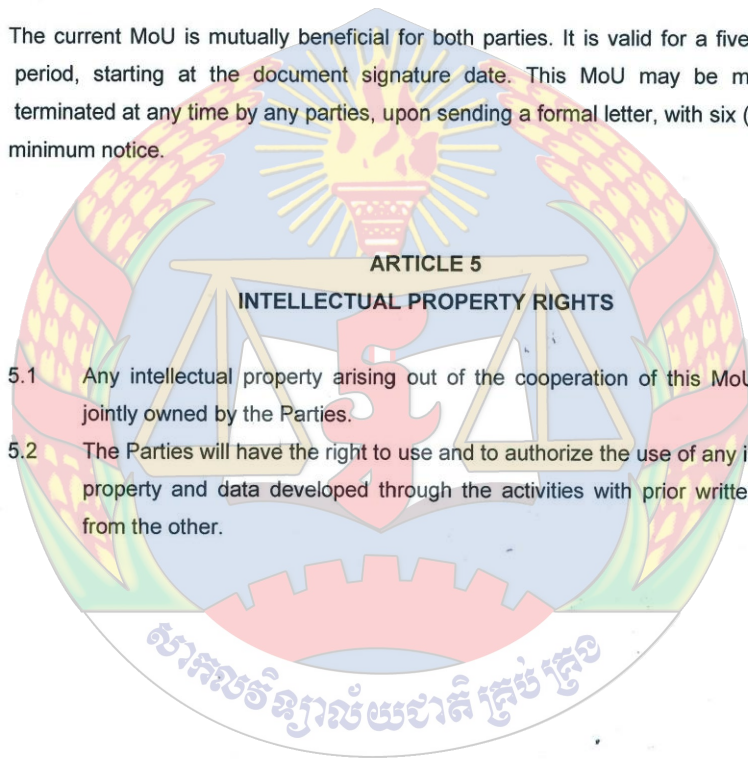 The current MoU is mutually beneficial for both parties. It is valid for a five
period, starting at the document signature date. This MoU may be m
terminated at any time by any parties, upon sending a formal letter, with six (
minimum notice.
ARTICLE 5
INTELLECTUAL PROPERTY RIGHTS
5.1 Any intellectual property arising out of the cooperation of this MoU
jointly owned by the Parties.
5.2 The Parties will have the right to use and to authorize the use of any i
property and data developed through the activities with prior writte
from the other.
សាកលវិទ្យាល័យជាតិគ្រប់គ្រង